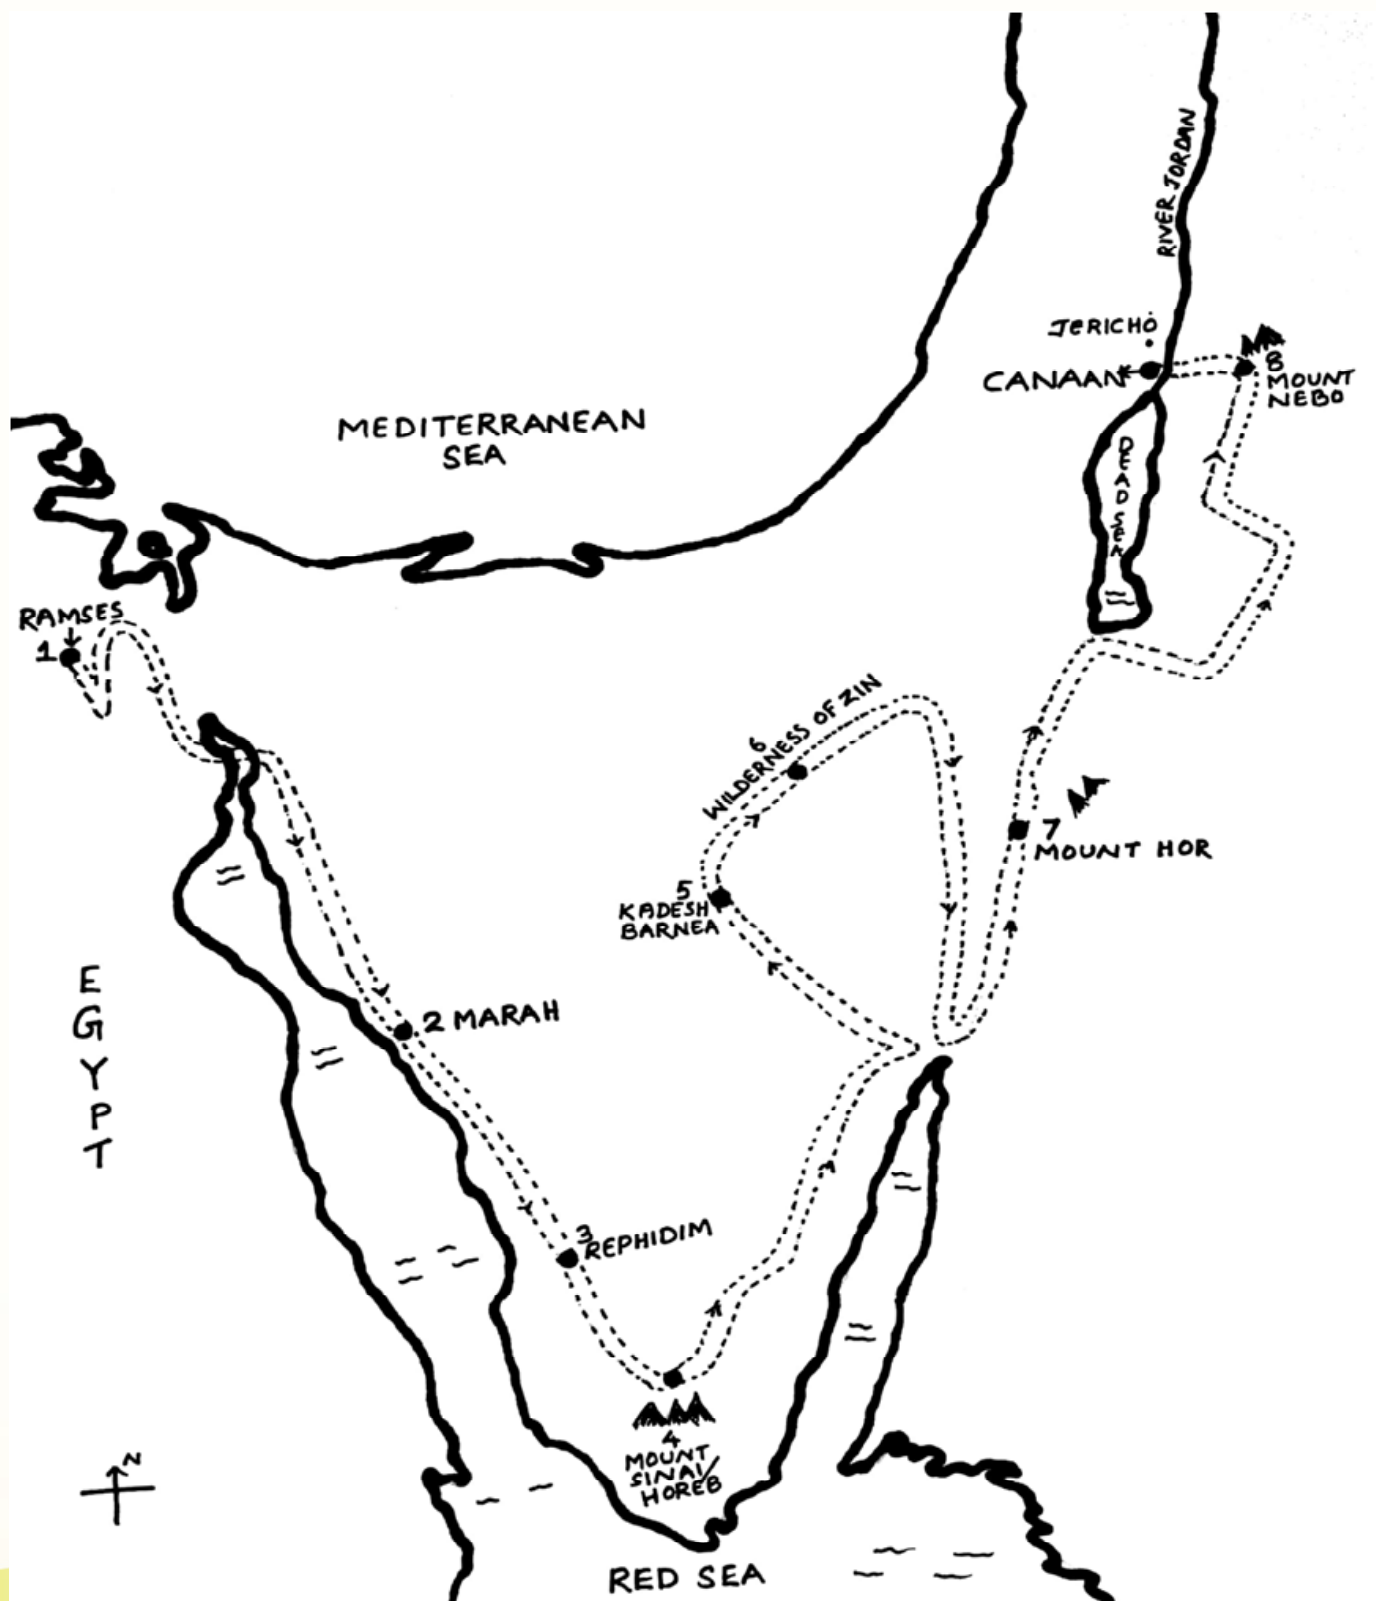 RIVER JORDAN
JERICHO
CANAAN
8
MOUNT
NEBO
MEDITERRANEAN
SEA
DEAD SEA
RAMSES
1
6
WILDERNESS OF ZIN
7
MOUNT HOR
5
KADESH
BARNEA
EGYPT
2 MARAH
3
REPHIDIM
4
MOUNT
SINAI/
HOREB
N
RED SEA